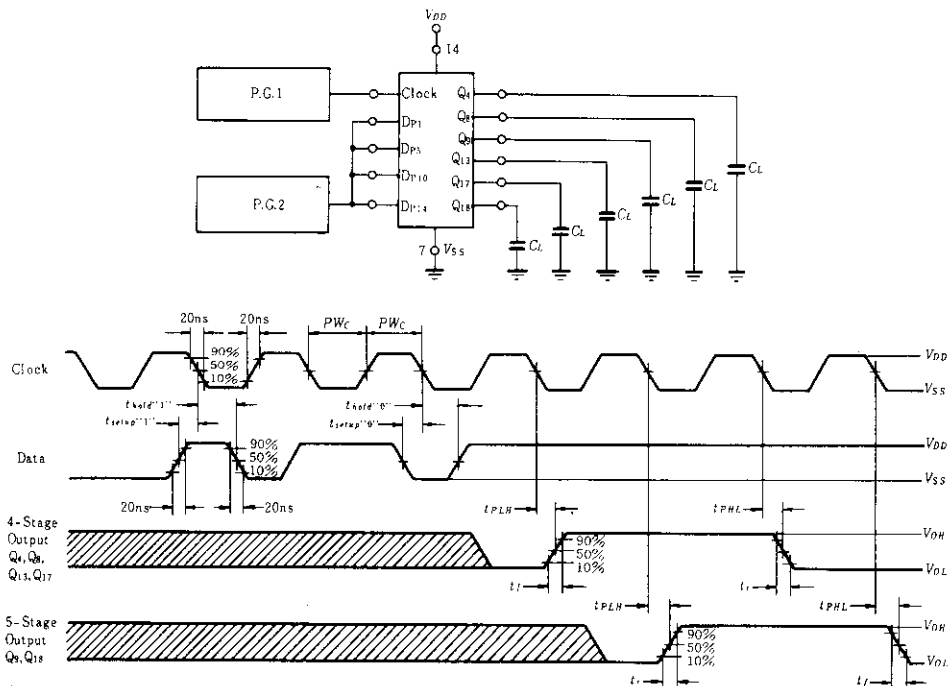 VDD
14
P.G.1
Clock
Q4
DP1
Q8
DP5
Q9
DP10
Q13
DP14
Q17
Q18
P.G.2
CL
CL
CL
CL
CL
CL
7 VSS
20ns 20ns PWC PWC
Clock
90%
50%
10%
VDD
VSS
thold"1"
tsetup"1"
thold"0"
tsetup"0"
Data
90%
50%
10%
VDD
VSS
20ns 20ns
tPLH
tPHL
4-Stage
Output
Q4, Q8,
Q13, Q17
90%
50%
10%
VOH
VOL
tPLH
tPHL
5-Stage
Output
Q9, Q18
90%
50%
10%
VOH
VOL
tf